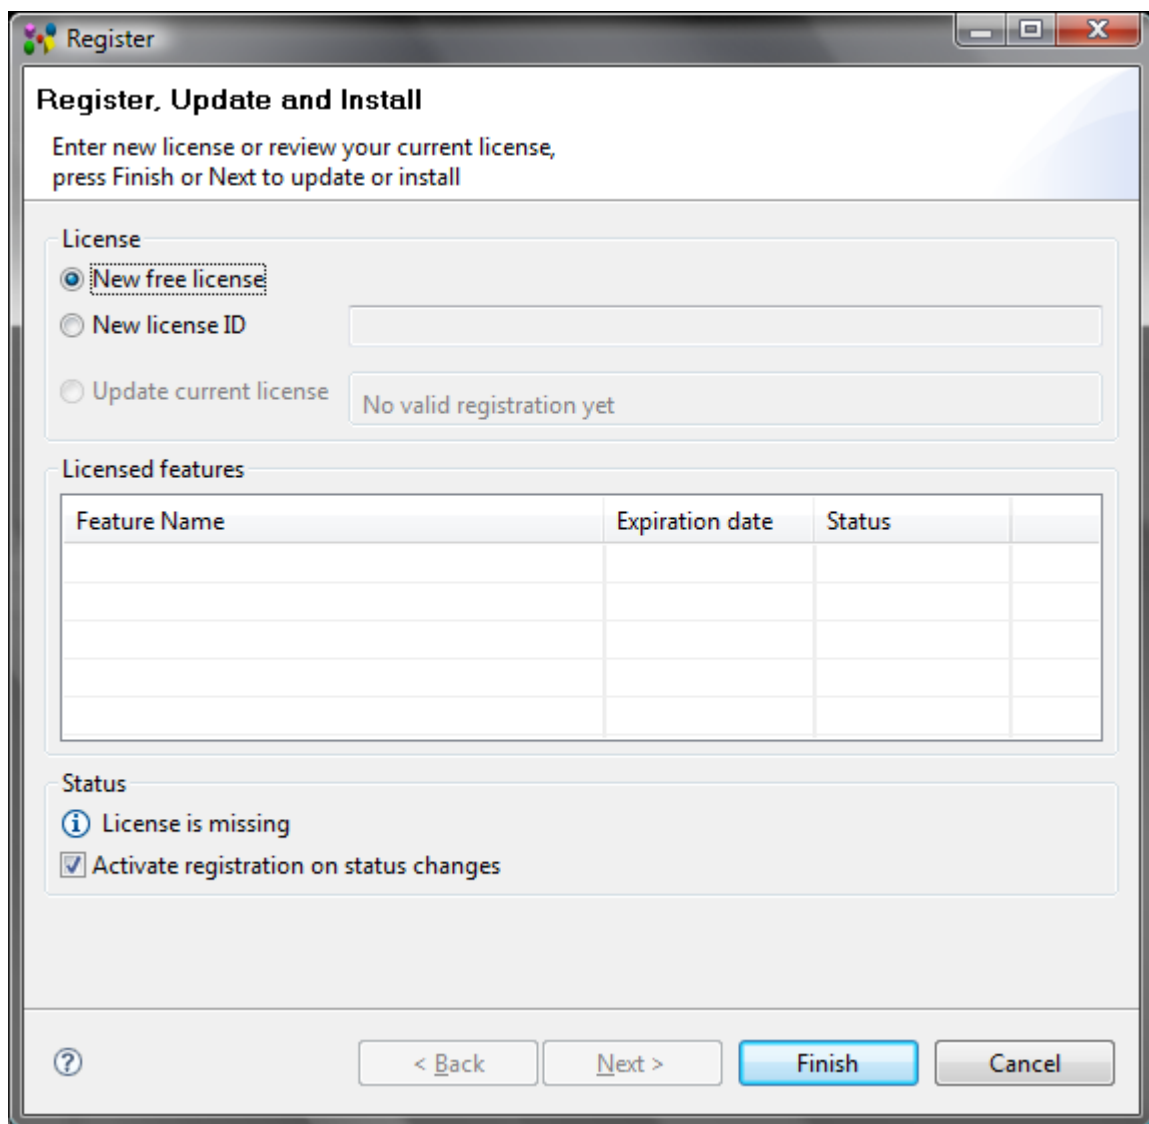 Register
Register, Update and Install
Enter new license or review your current license,
press Finish or Next to update or install
License
New free license
New license ID
Update current license
No valid registration yet
Licensed features
Feature Name Expiration date Status
Status
License is missing
Activate registration on status changes
< Back Next > Finish Cancel